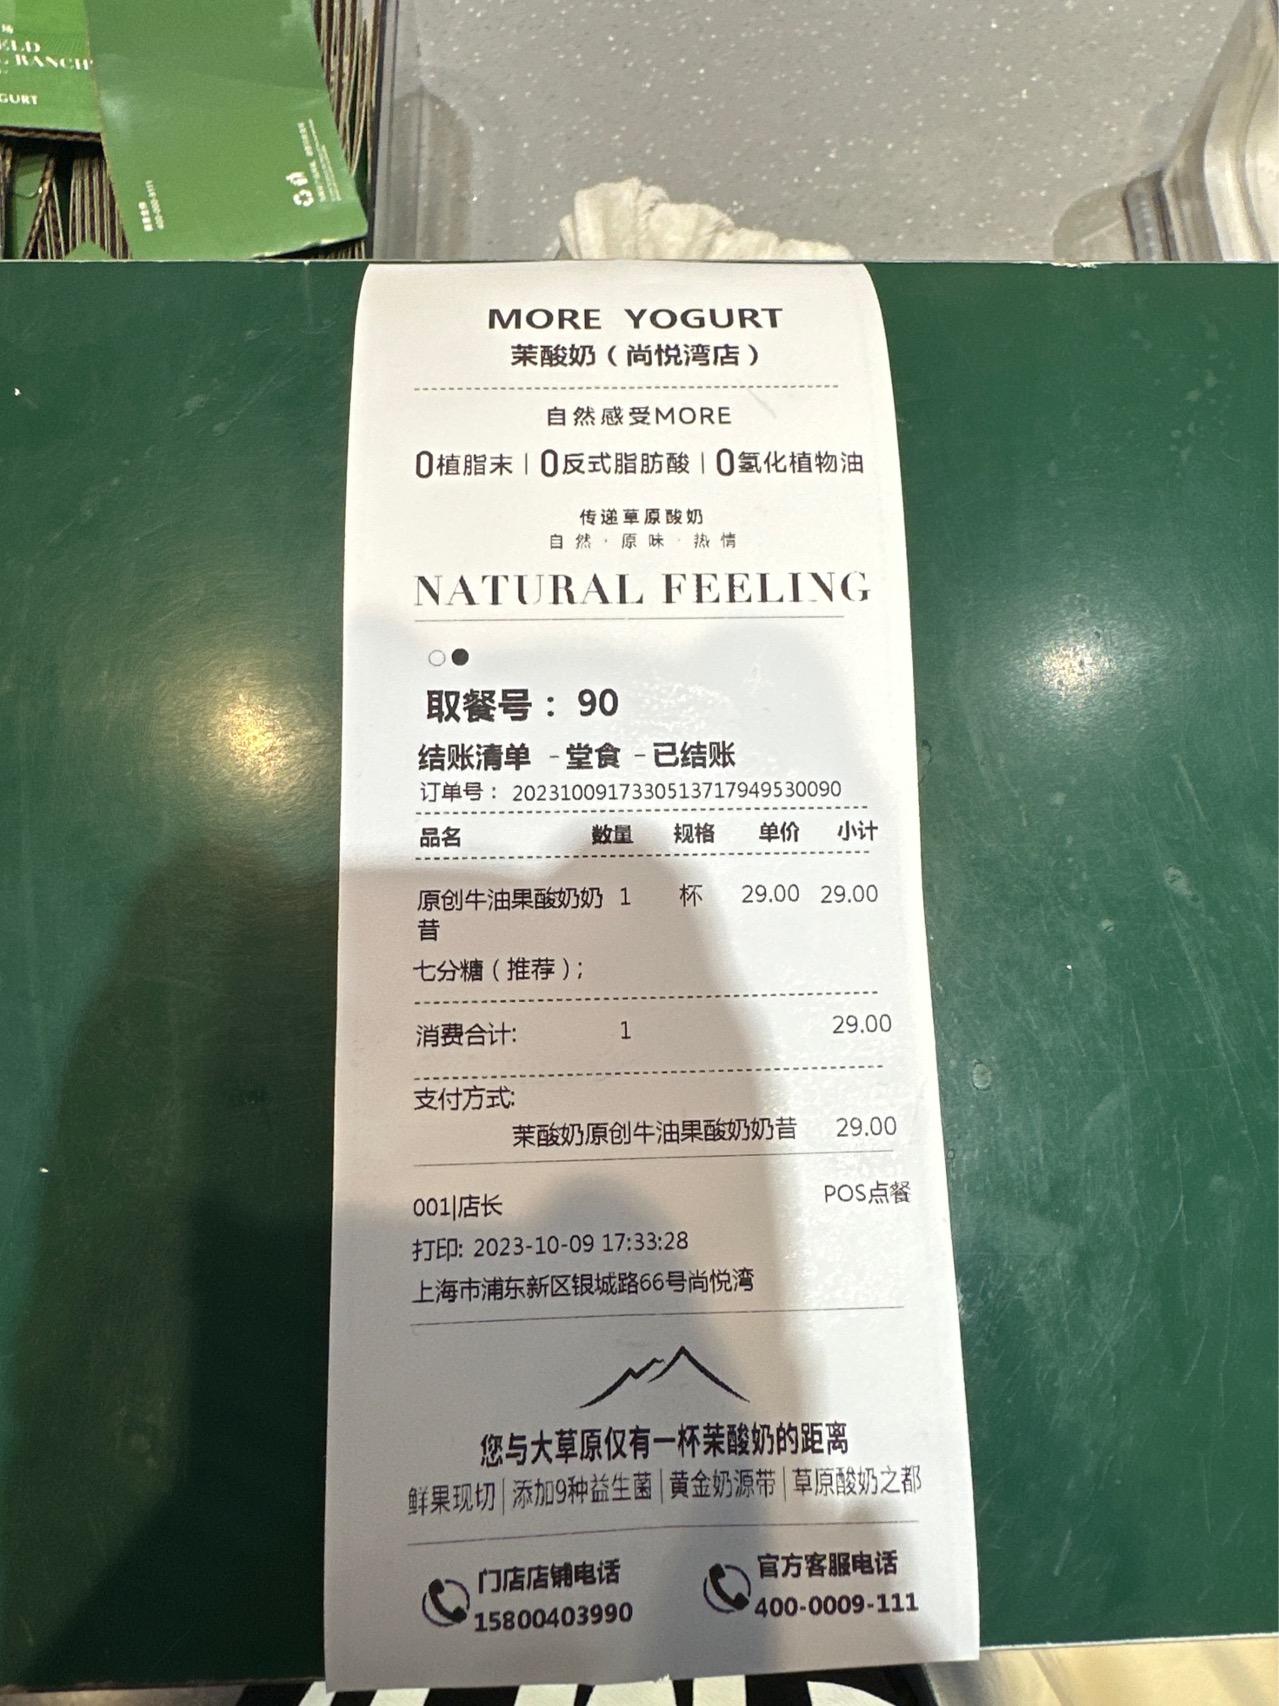 场
ELD
RANCH
GURT
MORE YOGURT
茉酸奶（尚悦湾店）
自然感受MORE
0植脂末 | 0反式脂肪酸 | 0氢化植物油
传递草原酸奶
自然·原味·热情
NATURAL FEELING
取餐号： 90
结账清单 -堂食 -已结账
订单号： 20231009173305137179495300​90
品名 数量 规格 单价 小计
原创牛油果酸奶奶 1 杯 29.00 29.00
昔
七分糖（推荐）;
消费合计: 1 29.00
支付方式:
茉酸奶原创牛油果酸奶奶昔 29.00
001|店长 POS点餐
打印: 2023-10-09 17:33:28
上海市浦东新区银城路66号尚悦湾
您与大草原仅有一杯茉酸奶的距离
鲜果现切 | 添加9种益生菌 | 黄金奶源带 | 草原酸奶之都
门店店铺电话 官方客服电话
15800403990 400-0009-111